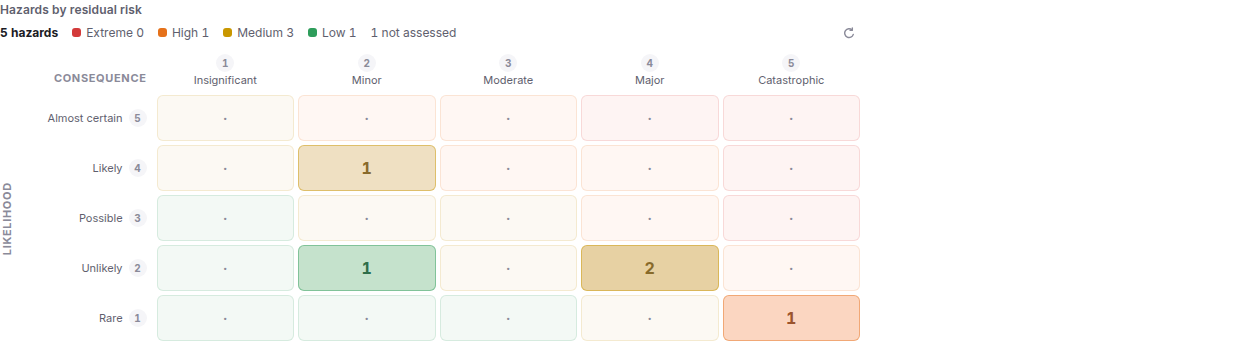 Hazards by residual risk
5 hazards Extreme 0 High 1 Medium 3 Low 1 1 not assessed
1 2 3 4 5
CONSEQUENCE Insignificant Minor Moderate Major Catastrophic
LIKELIHOOD
Almost certain 5 · · · · ·
Likely 4 · 1 · · ·
Possible 3 · · · · ·
Unlikely 2 · 1 · 2 ·
Rare 1 · · · · 1